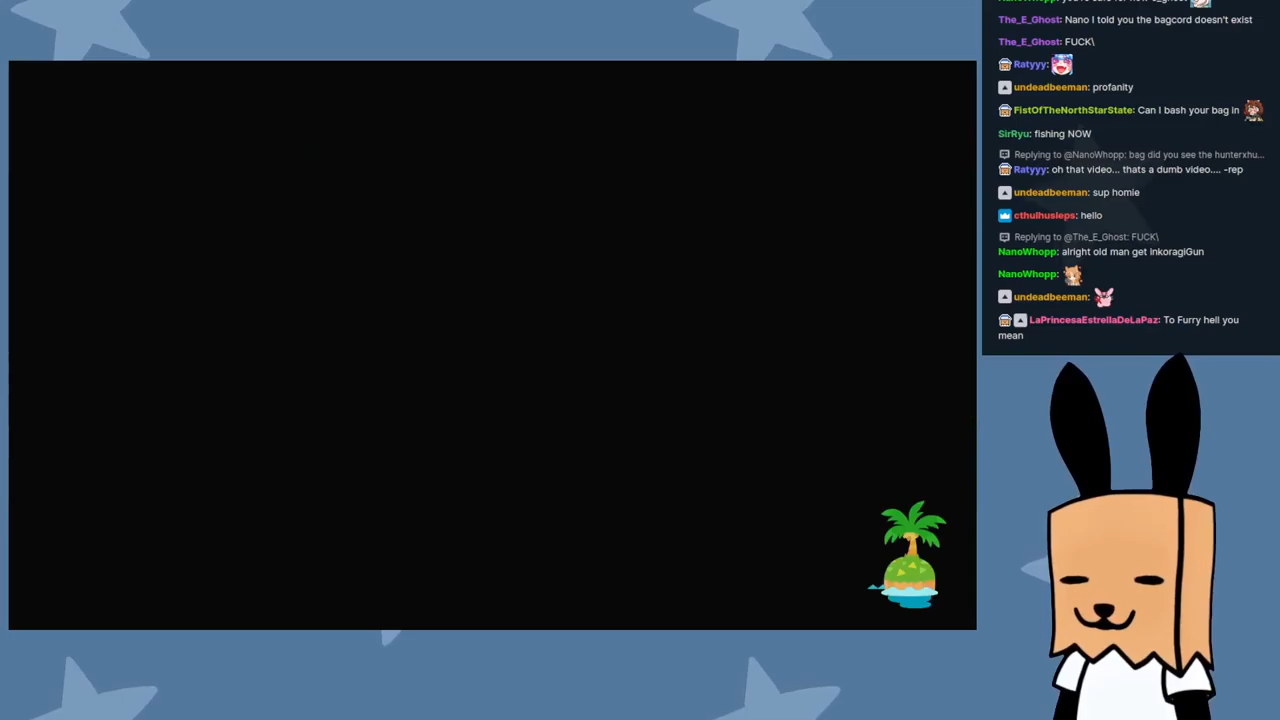 The_E_Ghost: Nano I told you the bagcord doesn't exist
The_E_Ghost: FUCK\
Ratyyy:
undeadbeeman: profanity
FistOfTheNorthStarState: Can I bash your bag in
SirRyu: fishing NOW
Replying to @NanoWhopp: bag did you see the hunterxhu...
Ratyyy: oh that video... thats a dumb video.... -rep
undeadbeeman: sup homie
cthulhusleps: hello
Replying to @The_E_Ghost: FUCK\
NanoWhopp: alright old man get inkoragiGun
NanoWhopp:
undeadbeeman:
LaPrincesaEstrellaDeLaPaz: To Furry hell you
mean